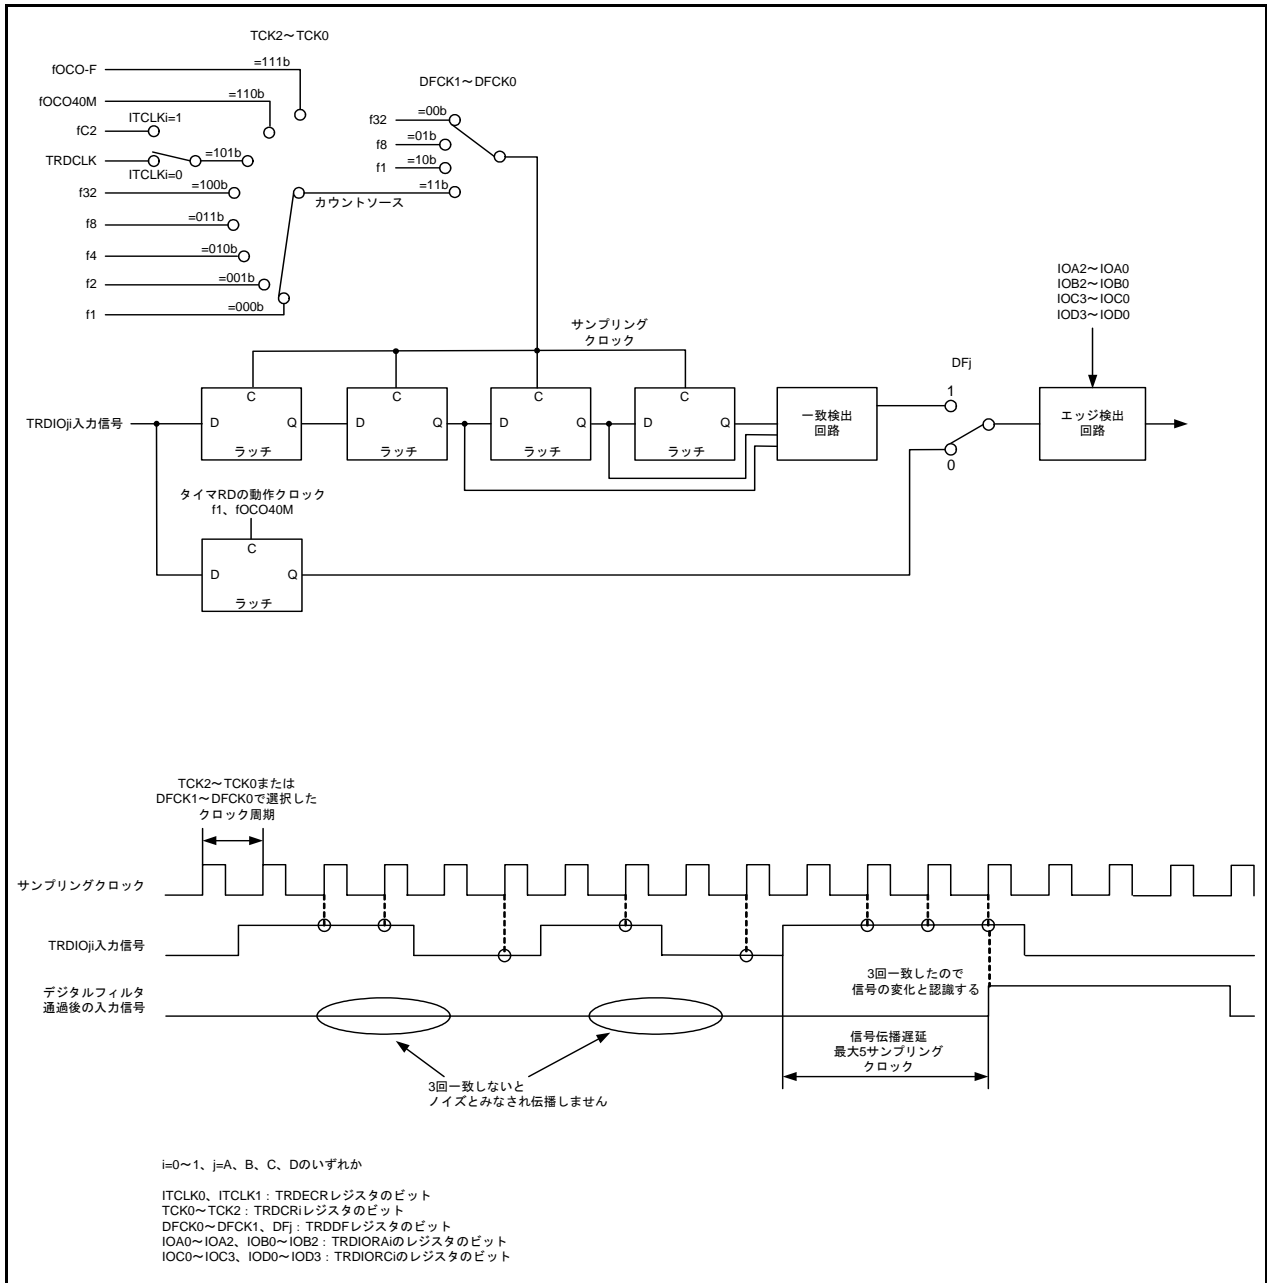 TCK2～TCK0
fOCO-F
=111b
DFCK1～DFCK0
fOCO40M
=110b
ITCLKi=1
fC2
f32
=00b
f8
=01b
TRDCLK
=101b
f1
=10b
ITCLKi=0
f32
=100b
=11b
カウントソース
f8
=011b
f4
=010b
f2
=001b
f1
=000b
IOA2～IOA0
IOB2～IOB0
IOC3～IOC0
IOD3～IOD0
サンプリング
クロック
DFj
C
C
C
C
1
TRDIOji入力信号
D
Q
D
Q
D
Q
D
Q
一致検出
回路
エッジ検出
回路
ラッチ
ラッチ
ラッチ
ラッチ
0
タイマRDの動作クロック
f1、fOCO40M
C
D
Q
ラッチ
TCK2～TCK0または
DFCK1～DFCK0で選択した
クロック周期
サンプリングクロック
TRDIOji入力信号
3回一致したので
信号の変化と認識する
デジタルフィルタ
通過後の入力信号
信号伝播遅延
最大5サンプリング
クロック
3回一致しないと
ノイズとみなされ伝播しません
i=0～1、j=A、B、C、Dのいずれか
ITCLK0、ITCLK1：TRDECRレジスタのビット
TCK0～TCK2：TRDCRiレジスタのビット
DFCK0～DFCK1、DFj：TRDDFレジスタのビット
IOA0～IOA2、IOB0～IOB2：TRDIORAiのレジスタのビット
IOC0～IOC3、IOD0～IOD3：TRDIORCiのレジスタのビット